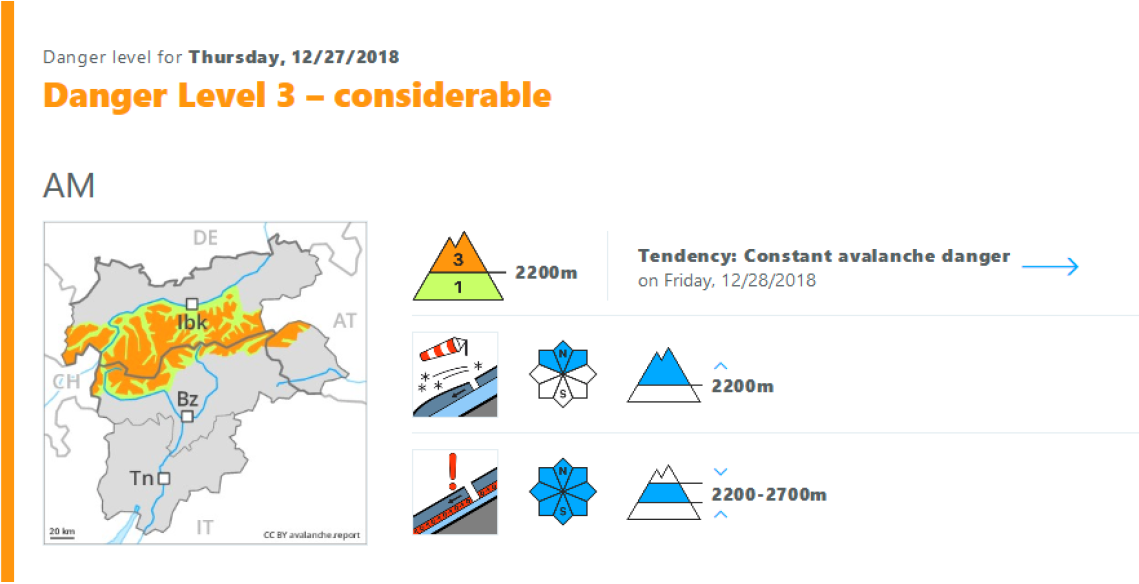 Danger level for Thursday, 12/27/2018
Danger Level 3 – considerable
AM
DE
Ibk
AT
CH
Bz
Tn
IT
20 km
CC BY avalanche.report
3
1
2200m
Tendency: Constant avalanche danger
on Friday, 12/28/2018
N
S
2200m
N
S
2200-2700m